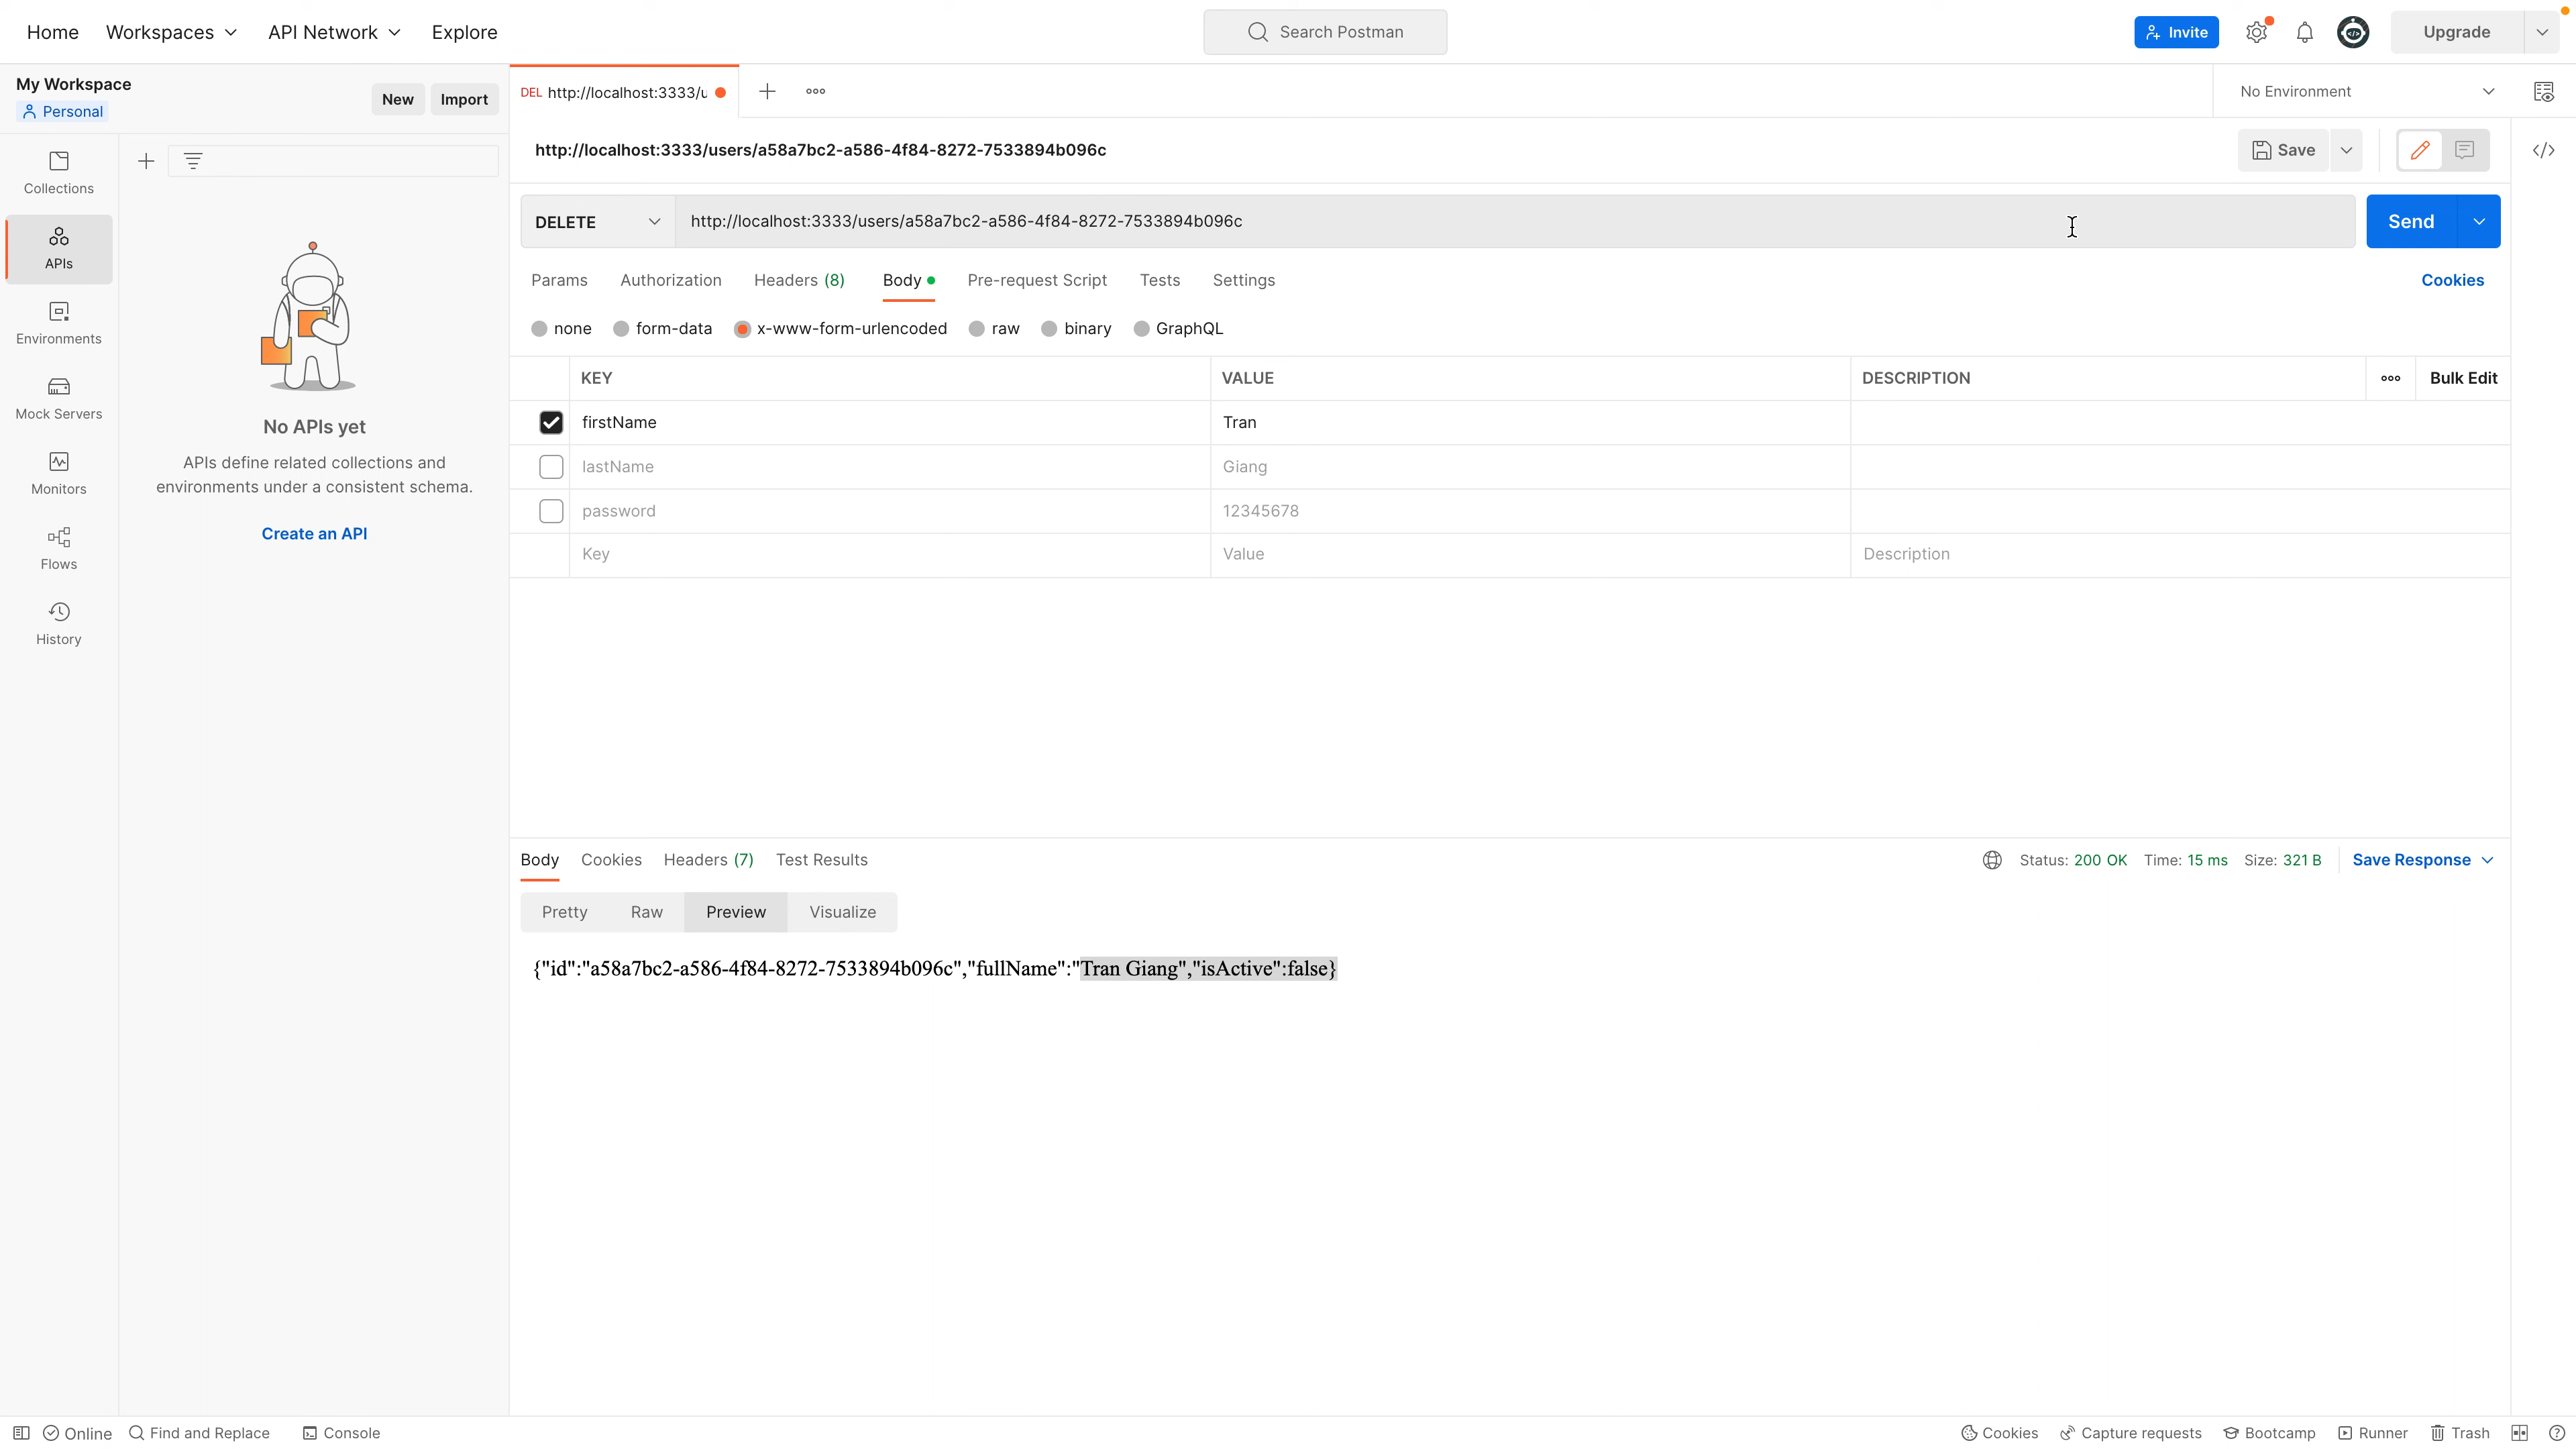 Home Workspaces API Network Explore
Search Postman
Invite
Upgrade
My Workspace
Personal
New
Import
DEL http://localhost:3333/u
No Environment
http://localhost:3333/users/a58a7bc2-a586-4f84-8272-7533894b096c
Save
Collections
APIs
Environments
Mock Servers
Monitors
Flows
History
No APIs yet
APIs define related collections and
environments under a consistent schema.
Create an API
DELETE
http://localhost:3333/users/a58a7bc2-a586-4f84-8272-7533894b096c
Send
Params Authorization Headers (8) Body Pre-request Script Tests Settings
Cookies
none form-data x-www-form-urlencoded raw binary GraphQL
KEY VALUE DESCRIPTION Bulk Edit
firstName Tran
lastName Giang
password 12345678
Key Value Description
Body Cookies Headers (7) Test Results
Status: 200 OK Time: 15 ms Size: 321 B Save Response
Pretty Raw Preview Visualize
{"id":"a58a7bc2-a586-4f84-8272-7533894b096c","fullName":"Tran Giang","isActive":false}
Online Find and Replace Console
Cookies Capture requests Bootcamp Runner Trash